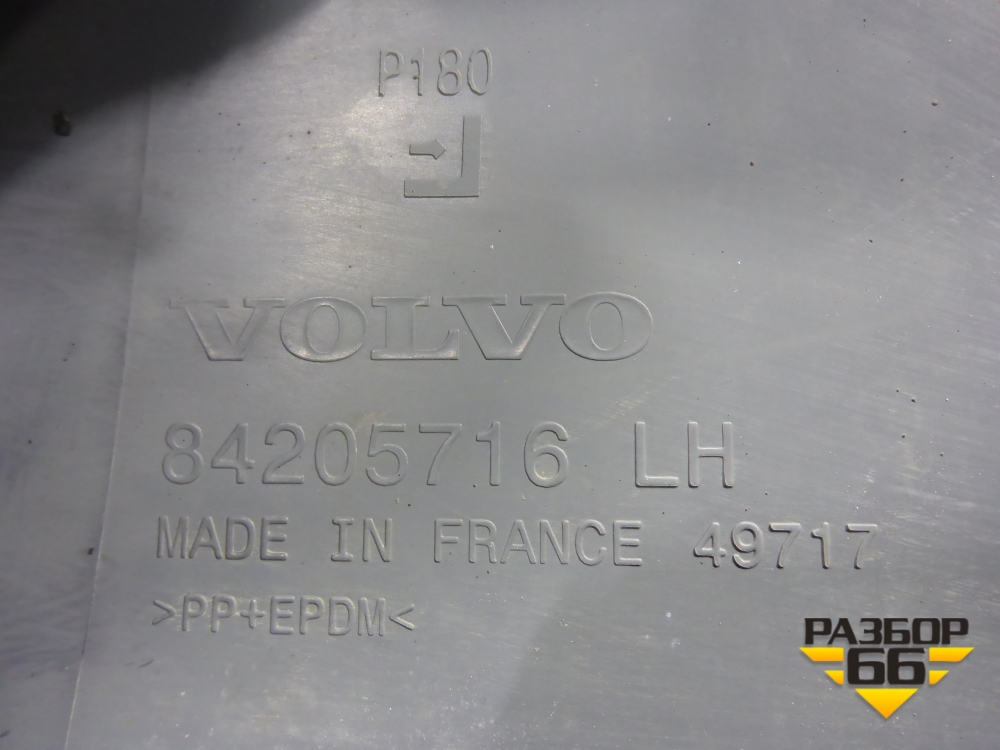 P180
VOLVO
84205716 LH
MADE IN FRANCE 49717
>PP+EPDM<
РАЗБОР
66